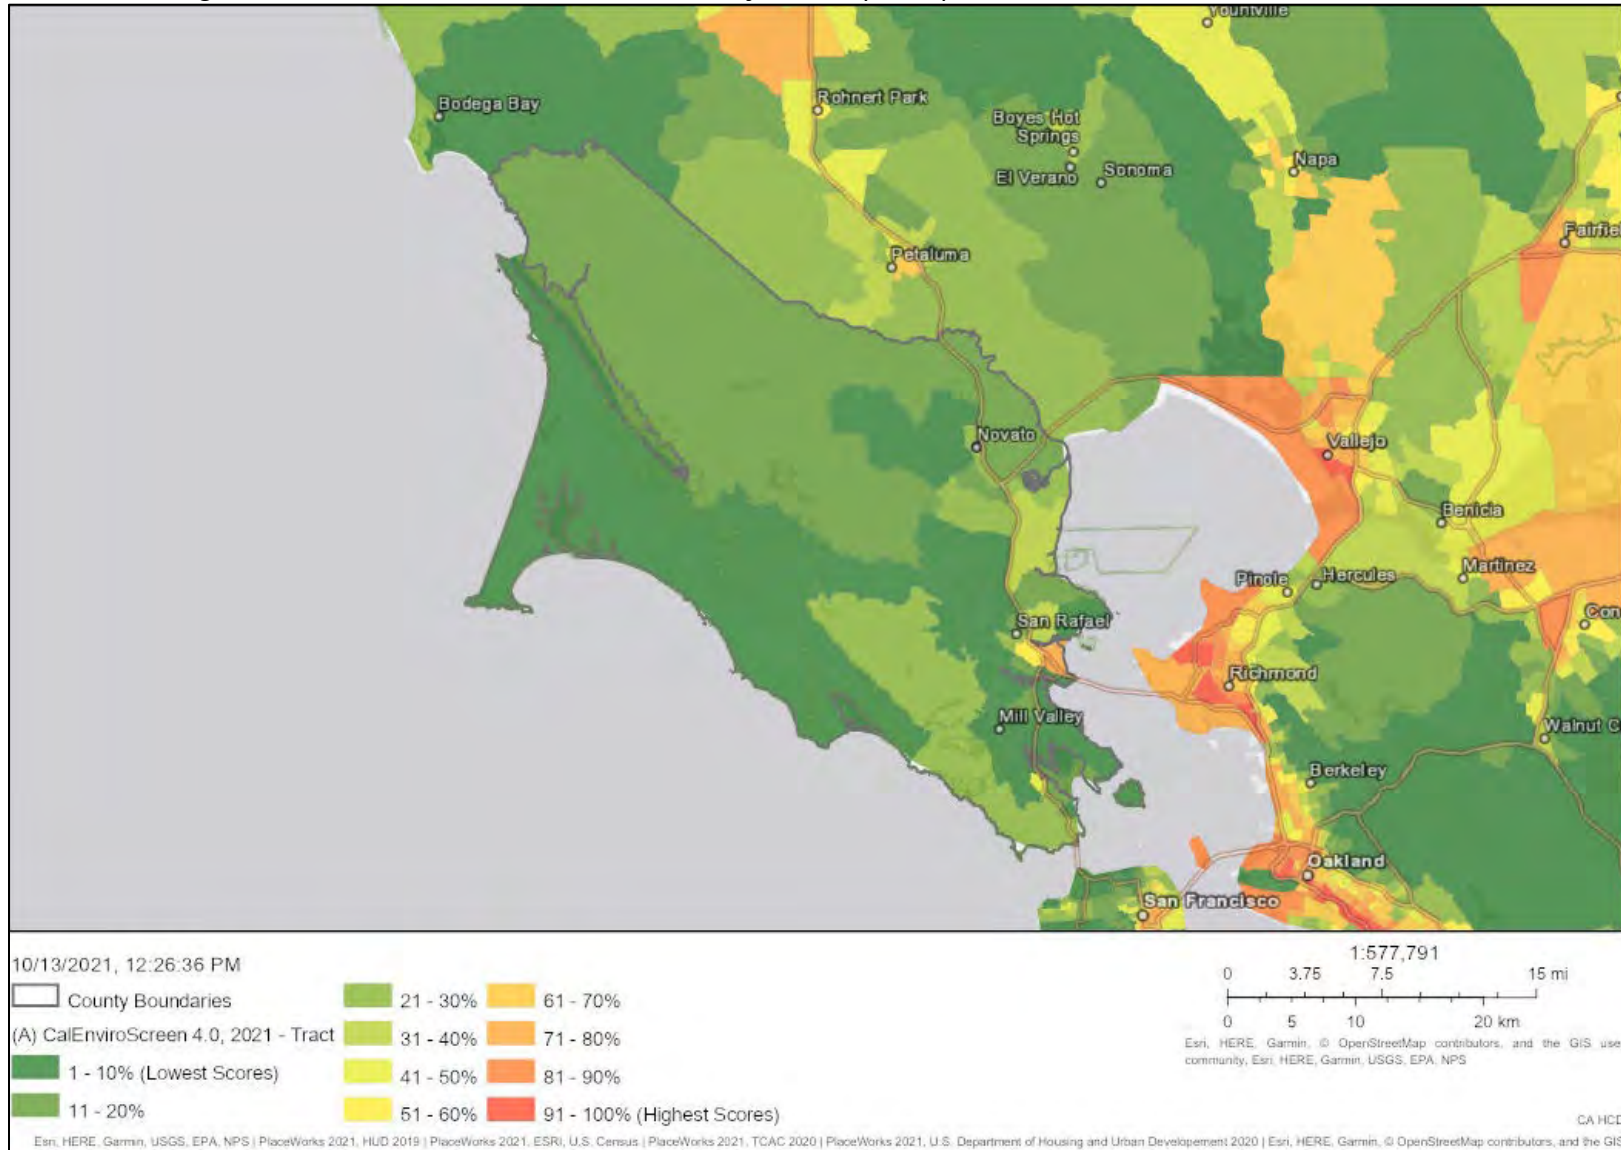 Yountville
Bodega Bay
Rohnert Park
Boyes Hot
Springs
El Verano
Sonoma
Napa
Petaluma
Novato
Vallejo
Benicia
Martinez
Pinole
Hercules
Con
San Rafael
Richmond
Mill Valley
Walnut C
Berkeley
Oakland
San Francisco
10/13/2021, 12:26:36 PM
County Boundaries
(A) CalEnviroScreen 4.0, 2021 - Tract
1 - 10% (Lowest Scores)
11 - 20%
21 - 30%
31 - 40%
41 - 50%
51 - 60%
61 - 70%
71 - 80%
81 - 90%
91 - 100% (Highest Scores)
1:577,791
0 3.75 7.5 15 mi
0 5 10 20 km
Esri, HERE, Garmin, © OpenStreetMap contributors, and the GIS use
community, Esri, HERE, Garmin, USGS, EPA, NPS
CA HCD
Esri, HERE, Garmin, USGS, EPA, NPS | PlaceWorks 2021, HUD 2019 | PlaceWorks 2021, ESRI, U.S. Census | PlaceWorks 2021, TCAC 2020 | PlaceWorks 2021, U.S. Department of Housing and Urban Developement 2020 | Esri, HERE, Garmin, © OpenStreetMap contributors, and the GIS